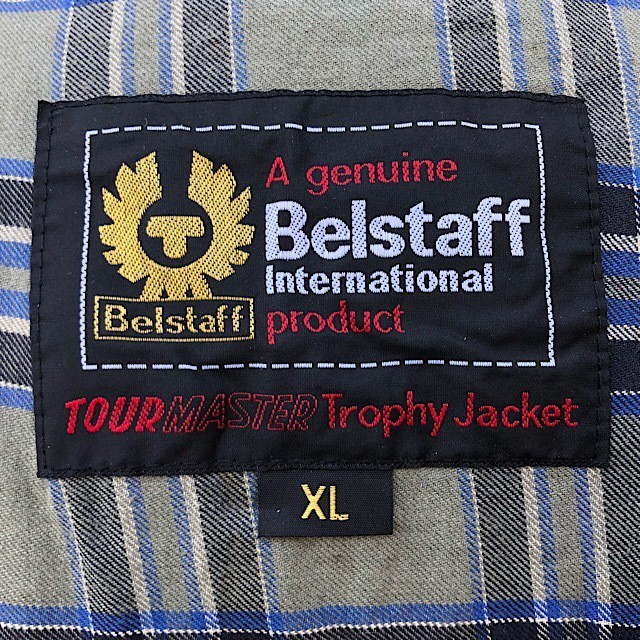 A genuine
Belstaff
International
product
Belstaff
TOURMASTER Trophy Jacket
XL